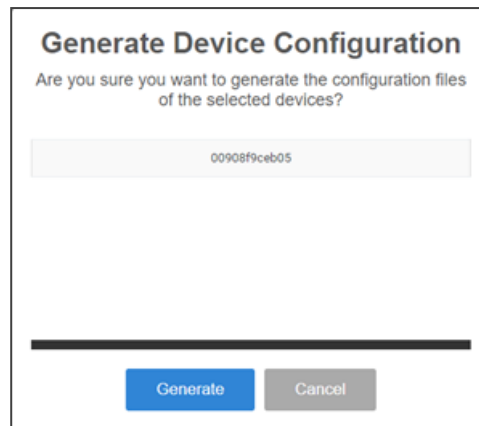 Generate Device Configuration
Are you sure you want to generate the configuration files
of the selected devices?
00908f9ceb05
Generate
Cancel